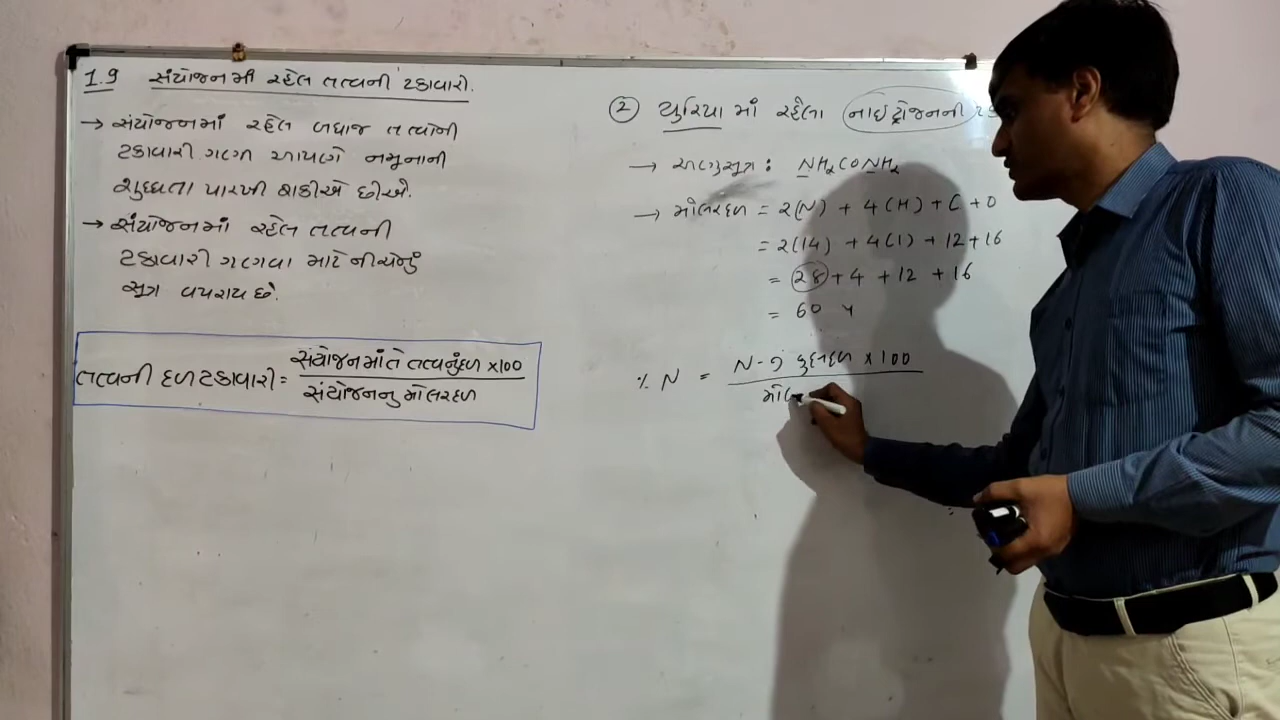 1.9 સંયોજનમાં રહેલ તત્વની ટકાવારી.
→ સંયોજનમાં રહેલ બધાજ તત્વોની
ટકાવારી ગણી આપણે નમૂનાની
શુધ્ધતા પારખી શકીએ છીએ.
→ સંયોજનમાં રહેલ તત્વની
ટકાવારી ગણવા માટે નીચેનું
સૂત્ર વપરાય છે.
તત્વની દળ ટકાવારી = સંયોજનમાં તે તત્વનું દળ ×100
સંયોજનનુ મોલરદળ
② યુરિયામાં રહેલા નાઇટ્રોજનની
→ અણુસૂત્ર : NH₂CONH₂
→ મોલરદળ = 2(N) + 4(H) + C + O
= 2(14) + 4(1) + 12 + 16
= 28 + 4 + 12 + 16
= 60
% N = N-નું કુલદળ × 100
મોલ